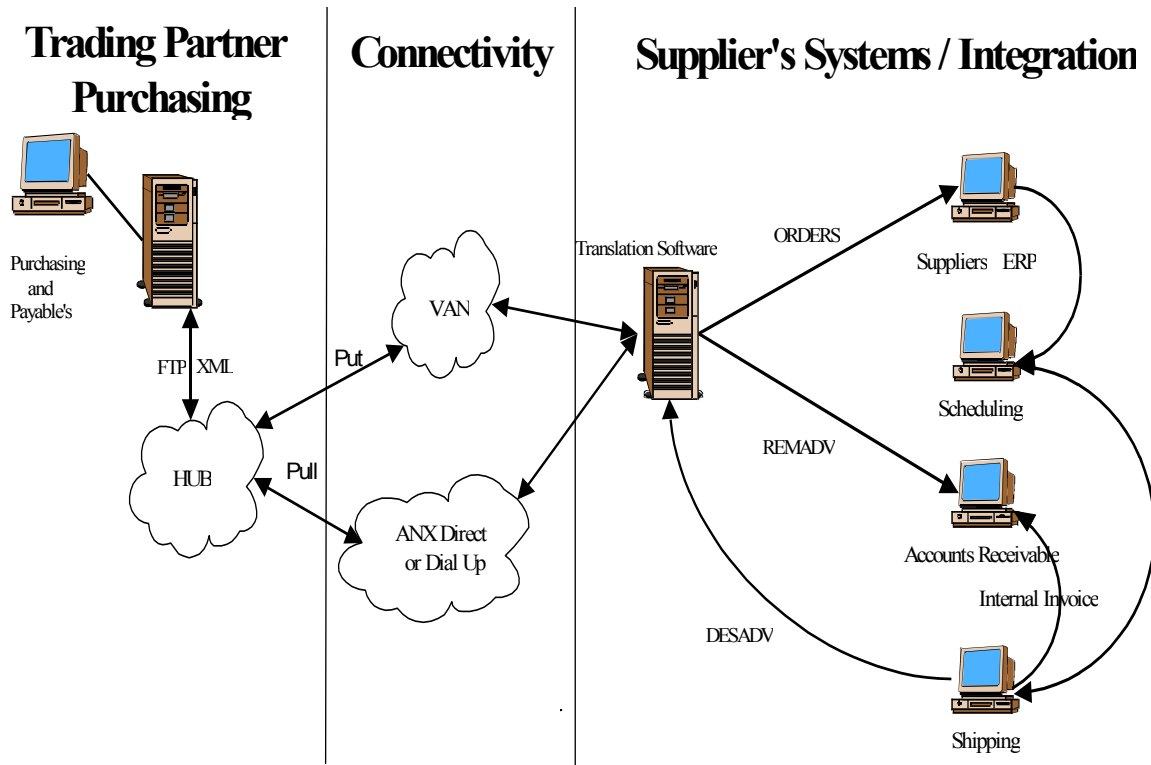 Trading Partner
Purchasing
Connectivity
Supplier's Systems / Integration
Purchasing
and
Payable's
FTP XML
HUB
Put
Pull
VAN
ANX Direct
or Dial Up
Translation Software
ORDERS
REMADV
DESADV
Suppliers ERP
Scheduling
Accounts Receivable
Internal Invoice
Shipping